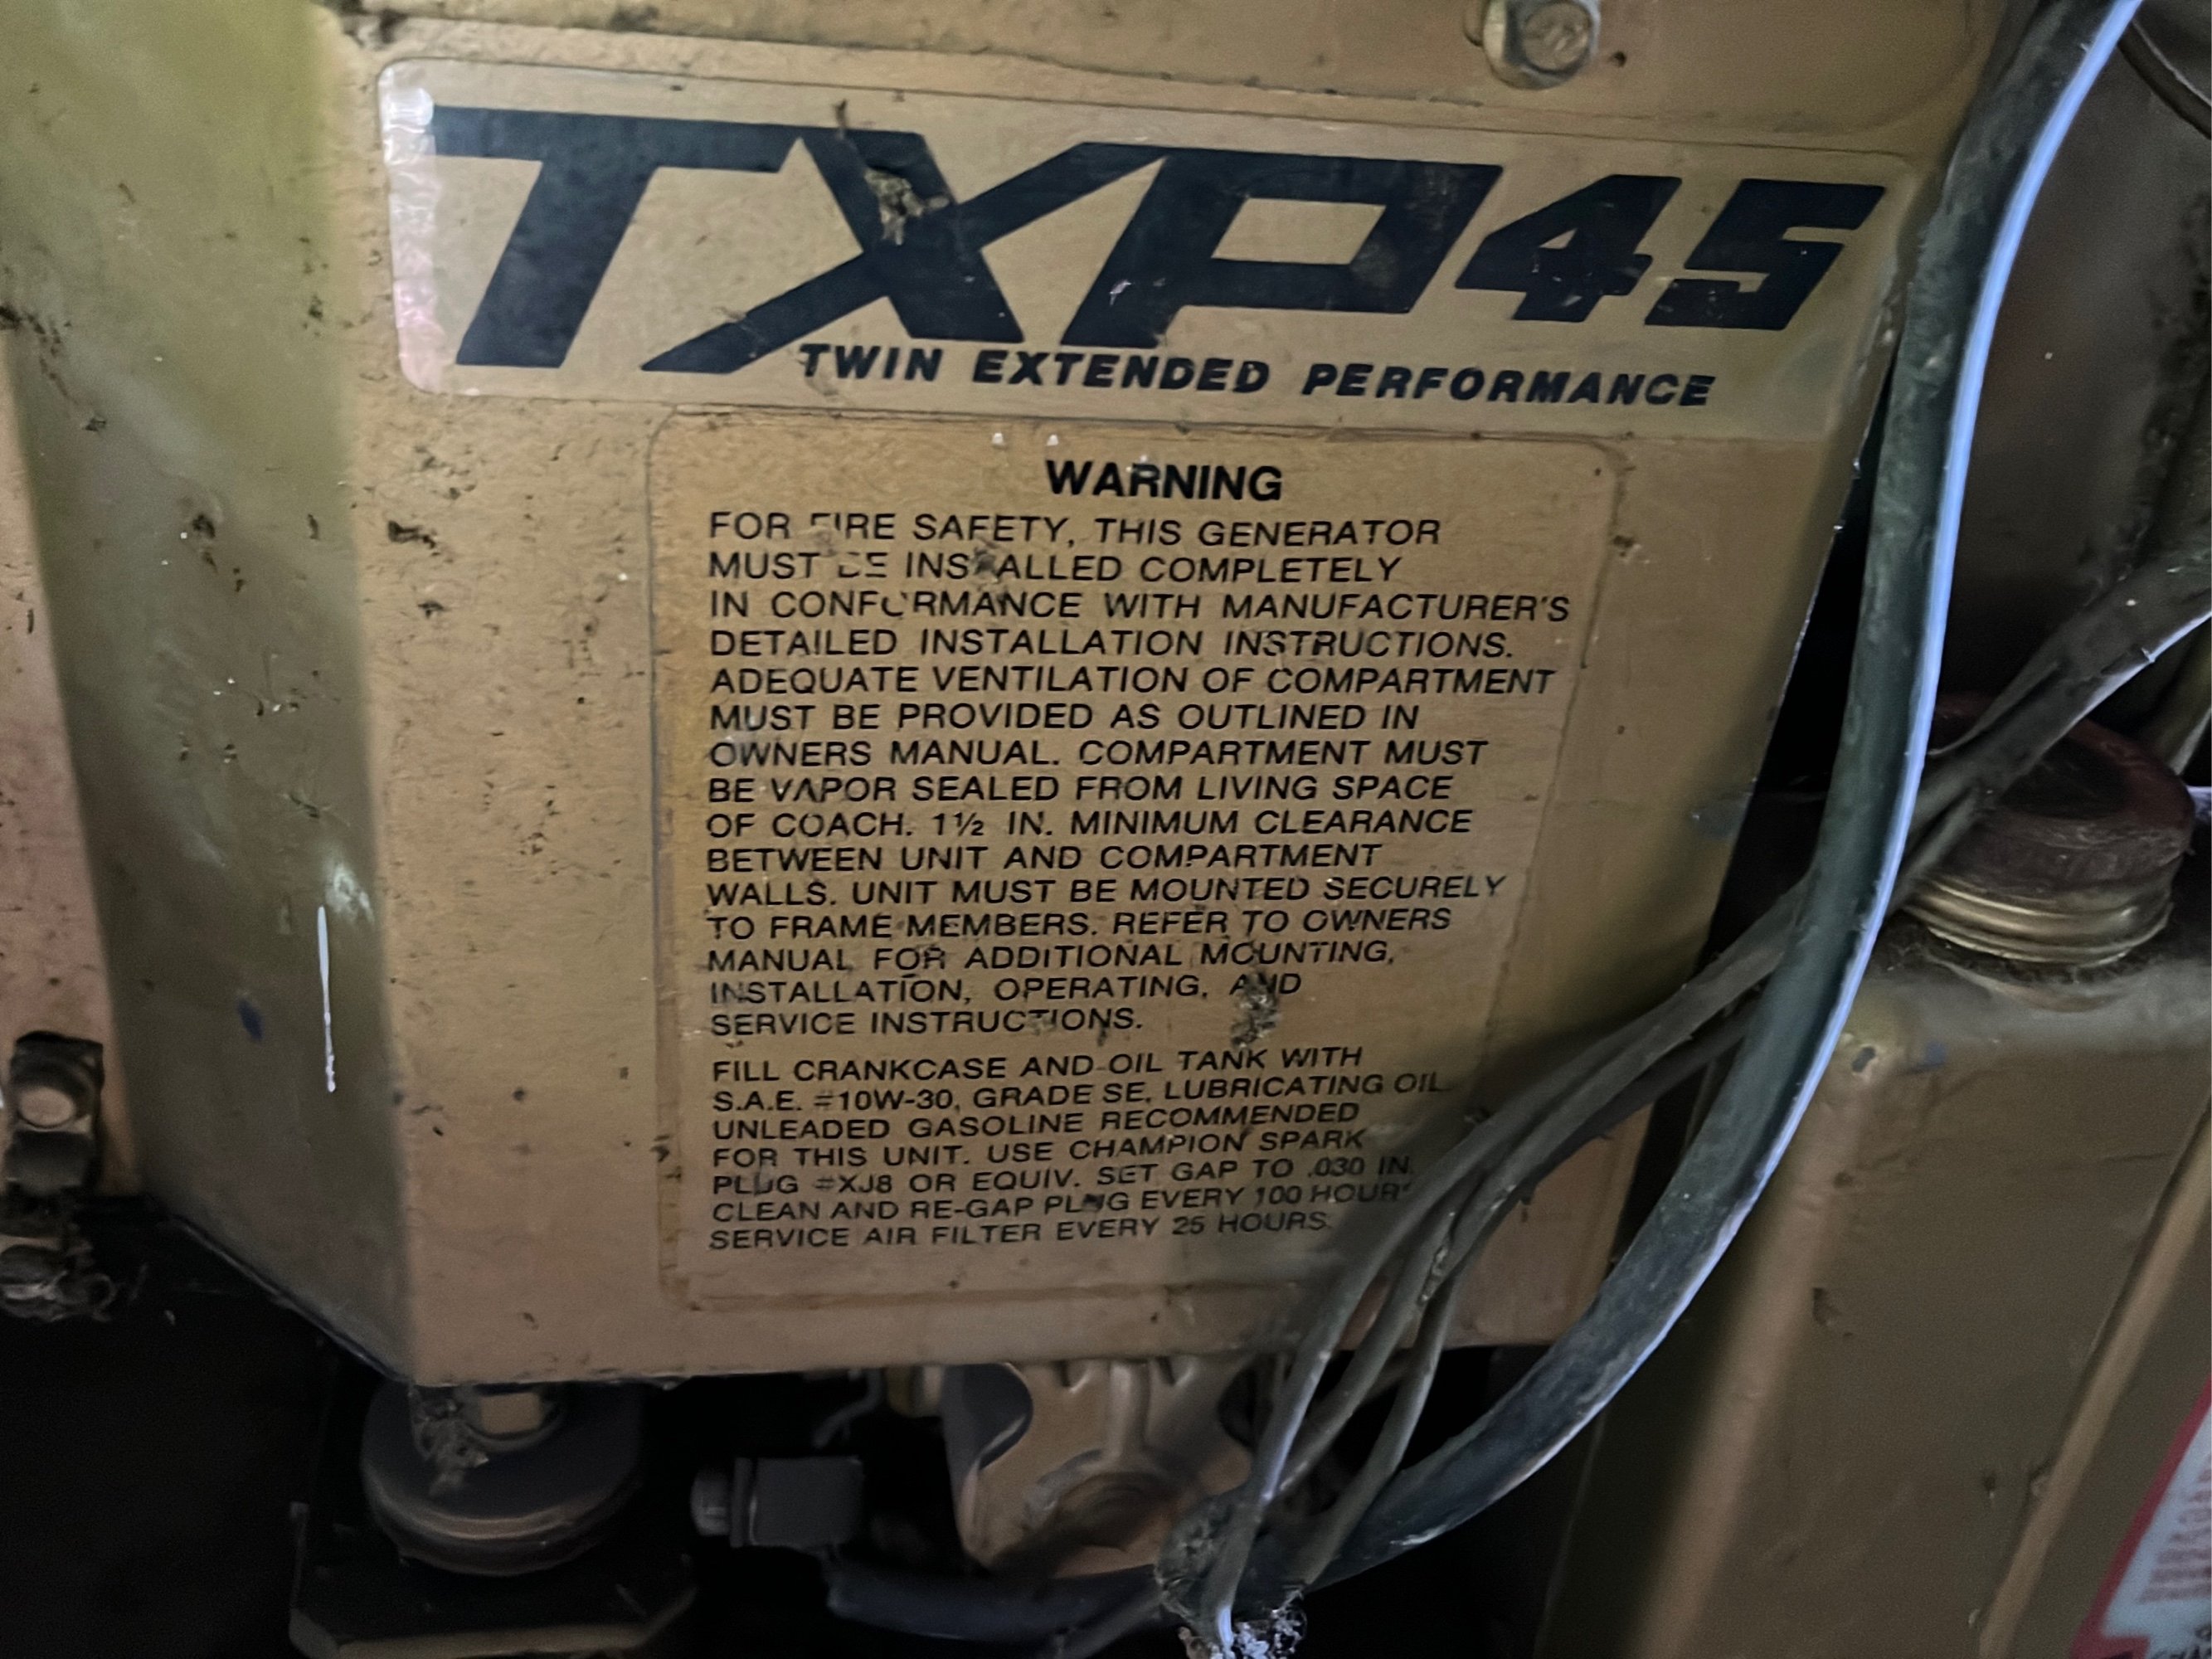 TXP45
TWIN EXTENDED PERFORMANCE
WARNING
FOR FIRE SAFETY, THIS GENERATOR
MUST BE INSTALLED COMPLETELY
IN CONFORMANCE WITH MANUFACTURER'S
DETAILED INSTALLATION INSTRUCTIONS.
ADEQUATE VENTILATION OF COMPARTMENT
MUST BE PROVIDED AS OUTLINED IN
OWNERS MANUAL. COMPARTMENT MUST
BE VAPOR SEALED FROM LIVING SPACE
OF COACH. 1½ IN. MINIMUM CLEARANCE
BETWEEN UNIT AND COMPARTMENT
WALLS. UNIT MUST BE MOUNTED SECURELY
TO FRAME MEMBERS. REFER TO OWNERS
MANUAL FOR ADDITIONAL MOUNTING,
INSTALLATION, OPERATING, AND
SERVICE INSTRUCTIONS.
FILL CRANKCASE AND OIL TANK WITH
S.A.E. #10W-30, GRADE SE, LUBRICATING OIL
UNLEADED GASOLINE RECOMMENDED
FOR THIS UNIT. USE CHAMPION SPARK
PLUG #XJ8 OR EQUIV. SET GAP TO .030 IN.
CLEAN AND RE-GAP PLUG EVERY 100 HOURS
SERVICE AIR FILTER EVERY 25 HOURS.